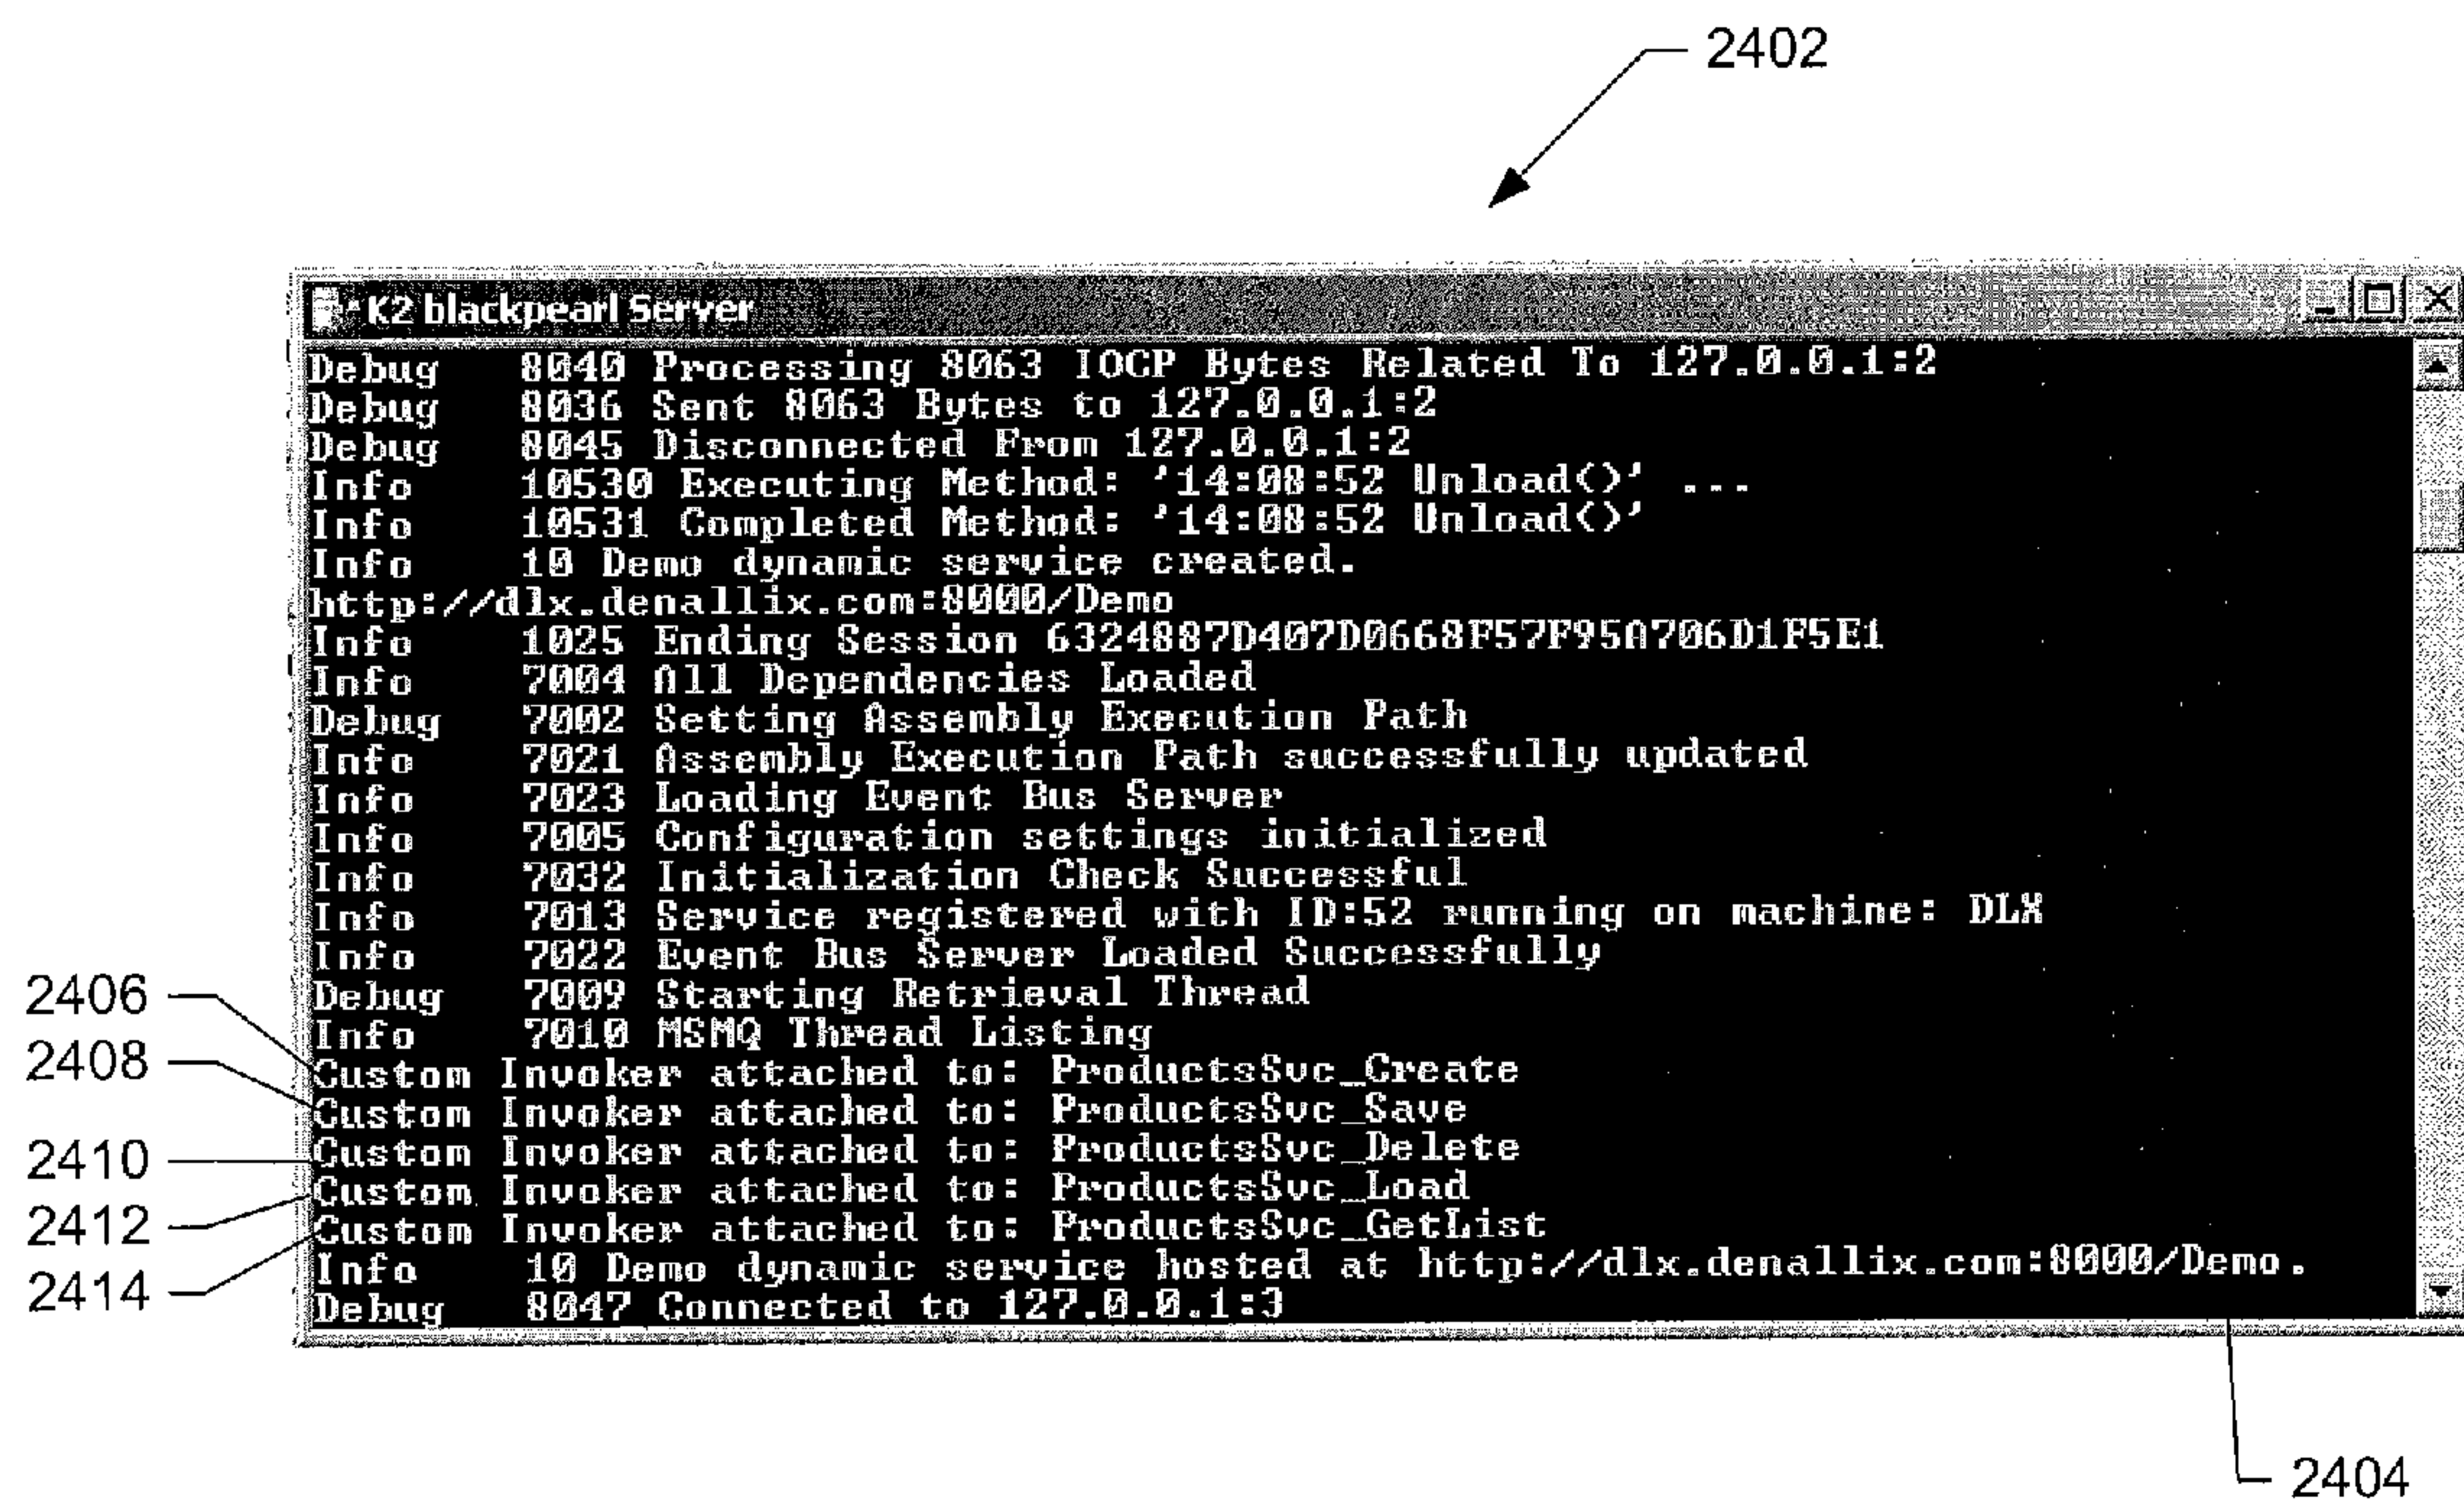 2402
K2 blackpearl Server
Debug 8040 Processing 8063 IOCP Bytes Related To 127.0.0.1:2
Debug 8036 Sent 8063 Bytes to 127.0.0.1:2
Debug 8045 Disconnected From 127.0.0.1:2
Info 10530 Executing Method: '14:08:52 Unload()' ...
Info 10531 Completed Method: '14:08:52 Unload()'
Info 10 Demo dynamic service created.
http://dlx.denallix.com:8000/Demo
Info 1025 Ending Session 6324887D407D0668F57F95A706D1F5E1
Info 7004 All Dependencies Loaded
Debug 7002 Setting Assembly Execution Path
Info 7021 Assembly Execution Path successfully updated
Info 7023 Loading Event Bus Server
Info 7005 Configuration settings initialized
Info 7032 Initialization Check Successful
Info 7013 Service registered with ID:52 running on machine: DLX
Info 7022 Event Bus Server Loaded Successfully
2406 Debug 7009 Starting Retrieval Thread
Info 7010 MSMQ Thread Listing
2408 Custom Invoker attached to: ProductsSvc_Create
Custom Invoker attached to: ProductsSvc_Save
2410 Custom Invoker attached to: ProductsSvc_Delete
Custom Invoker attached to: ProductsSvc_Load
2412 Custom Invoker attached to: ProductsSvc_GetList
Info 10 Demo dynamic service hosted at http://dlx.denallix.com:8000/Demo.
2414 Debug 8047 Connected to 127.0.0.1:3
2404